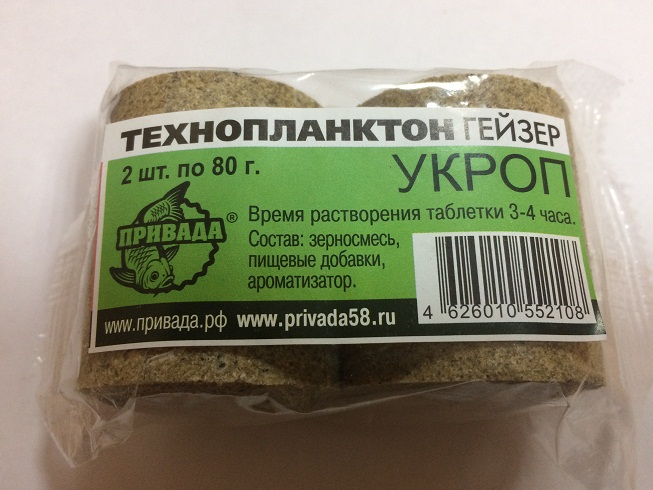 ТЕХНОПЛАНКТОН ГЕЙЗЕР
2 шт. по 80 г.
УКРОП
ПРИВАДА®
Время растворения таблетки 3-4 часа.
Состав: зерносмесь,
пищевые добавки,
ароматизатор.
4 626010 552108
www.привада.рф www.privada58.ru